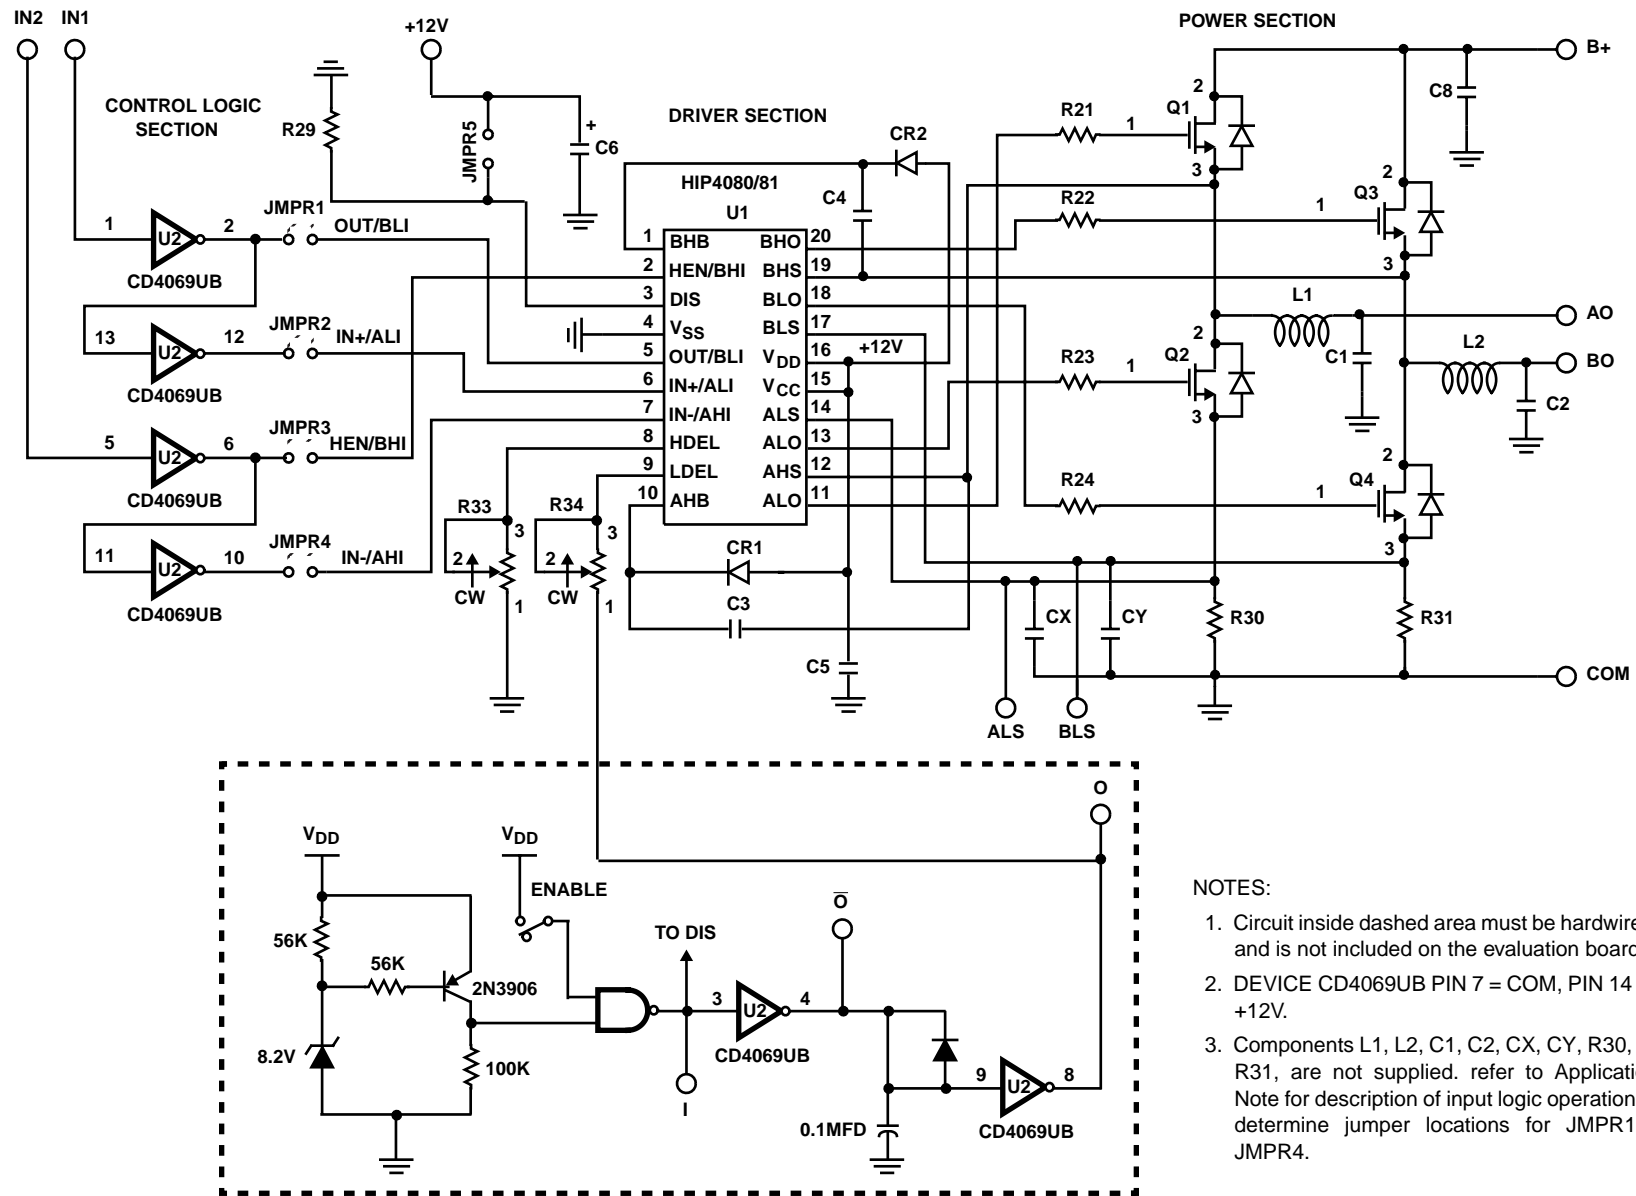 IN2 IN1
+12V
POWER SECTION
B+
CONTROL LOGIC
SECTION
R29
JMPR5
+
C6
DRIVER SECTION
CR2
C4
R21
1
Q1
2
3
C8
HIP4080/81
U1
R22
1
Q3
2
3
1
U2
2
JMPR1
OUT/BLI
CD4069UB
13
U2
12
JMPR2
IN+/ALI
CD4069UB
5
U2
6
JMPR3
HEN/BHI
CD4069UB
11
U2
10
JMPR4
IN-/AHI
CD4069UB
1 BHB BHO 20
2 HEN/BHI BHS 19
3 DIS BLO 18
4 VSS BLS 17
5 OUT/BLI VDD 16
+12V
6 IN+/ALI VCC 15
7 IN-/AHI ALS 14
8 HDEL ALO 13
9 LDEL AHS 12
10 AHB ALO 11
L1
AO
C1
L2
BO
C2
R23
1
Q2
2
3
R24
1
Q4
2
3
R33
3
2
CW
1
R34
3
2
CW
1
CR1
C3
C5
CX
CY
R30
R31
COM
ALS
BLS
VDD
56K
56K
2N3906
8.2V
100K
VDD
ENABLE
TO DIS
I
3
U2
4
CD4069UB
O
O
0.1MFD
9
U2
8
CD4069UB
NOTES:
1. Circuit inside dashed area must be hardwire
and is not included on the evaluation board
2. DEVICE CD4069UB PIN 7 = COM, PIN 14
+12V.
3. Components L1, L2, C1, C2, CX, CY, R30,
R31, are not supplied. refer to Applicati
Note for description of input logic operation
determine jumper locations for JMPR1
JMPR4.